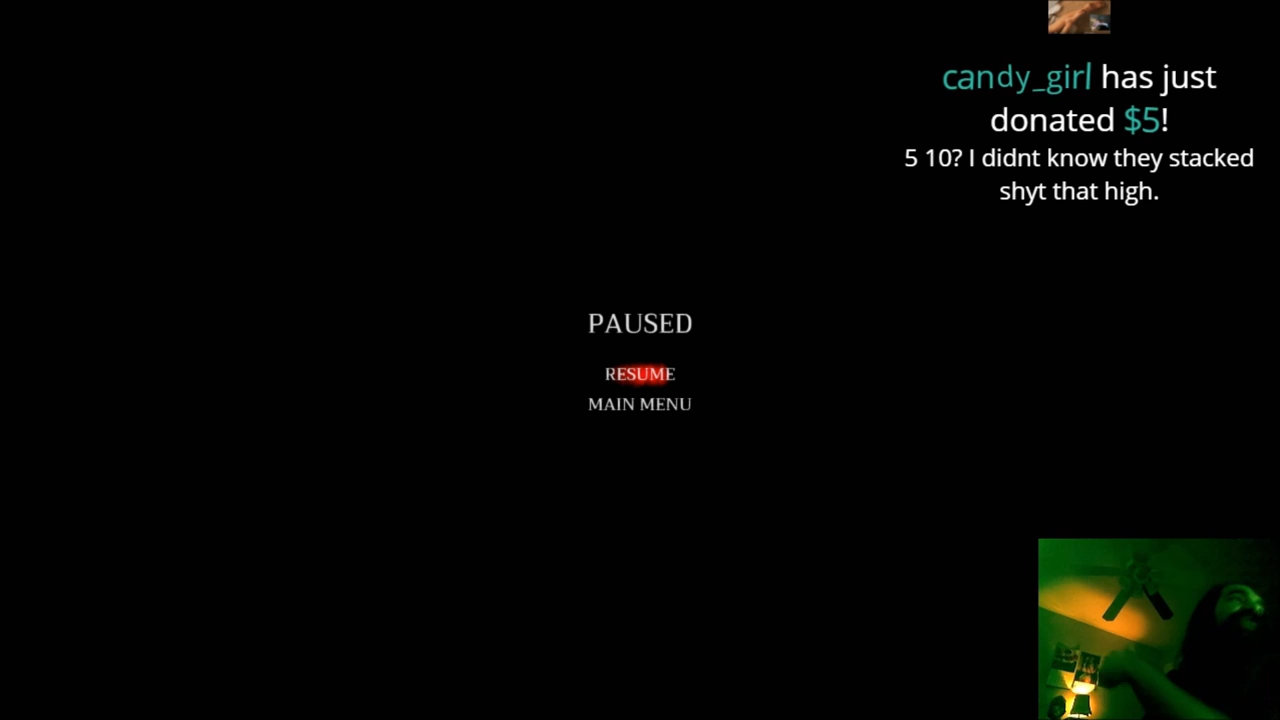 candy_girl has just
donated $5!
5 10? I didnt know they stacked
shyt that high.
PAUSED
RESUME
MAIN MENU